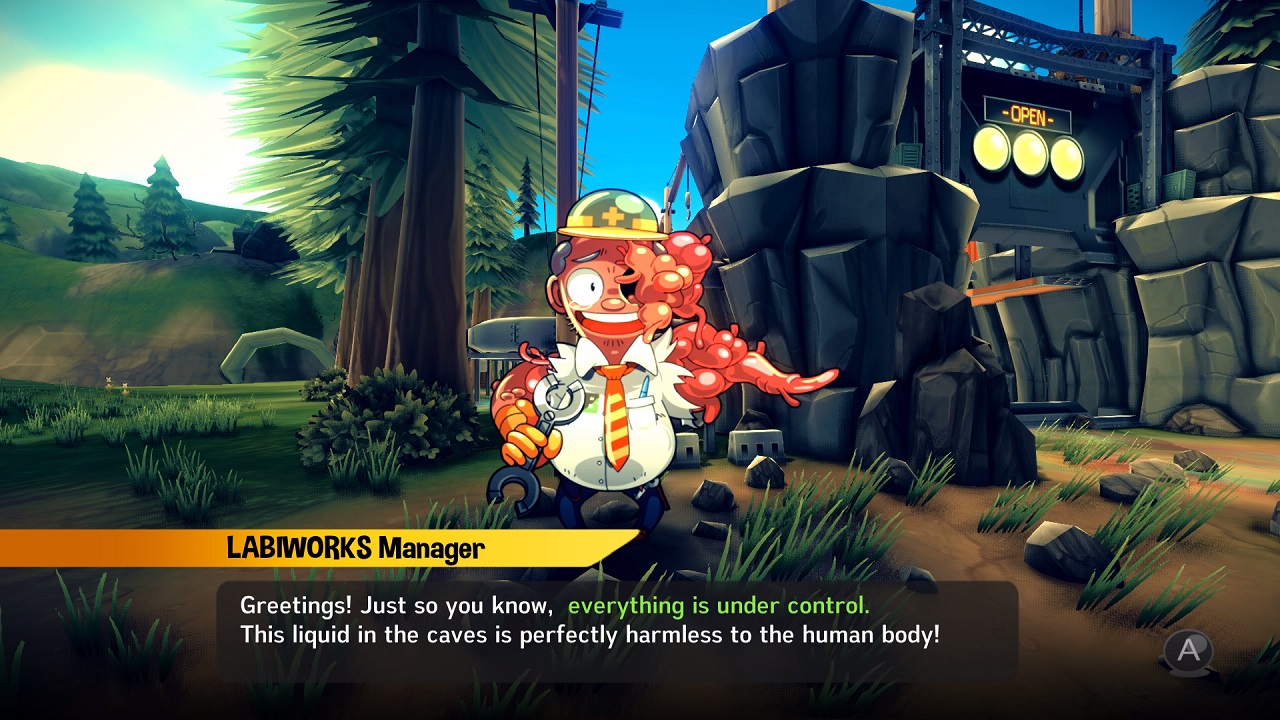 -OPEN-
LABIWORKS Manager
Greetings! Just so you know, everything is under control.
This liquid in the caves is perfectly harmless to the human body!
A